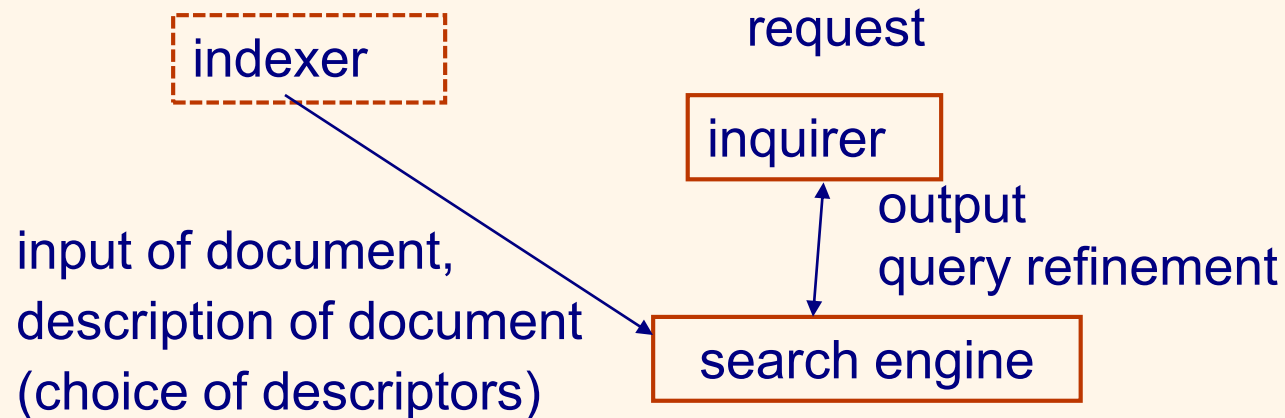 indexer
request
inquirer
output
query refinement
input of document,
description of document
(choice of descriptors)
search engine